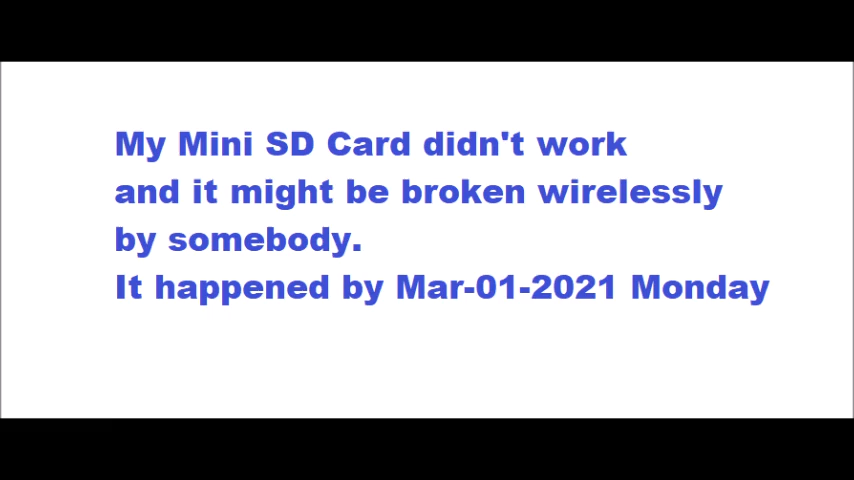 My Mini SD Card didn't work
and it might be broken wirelessly
by somebody.
It happened by Mar-01-2021 Monday